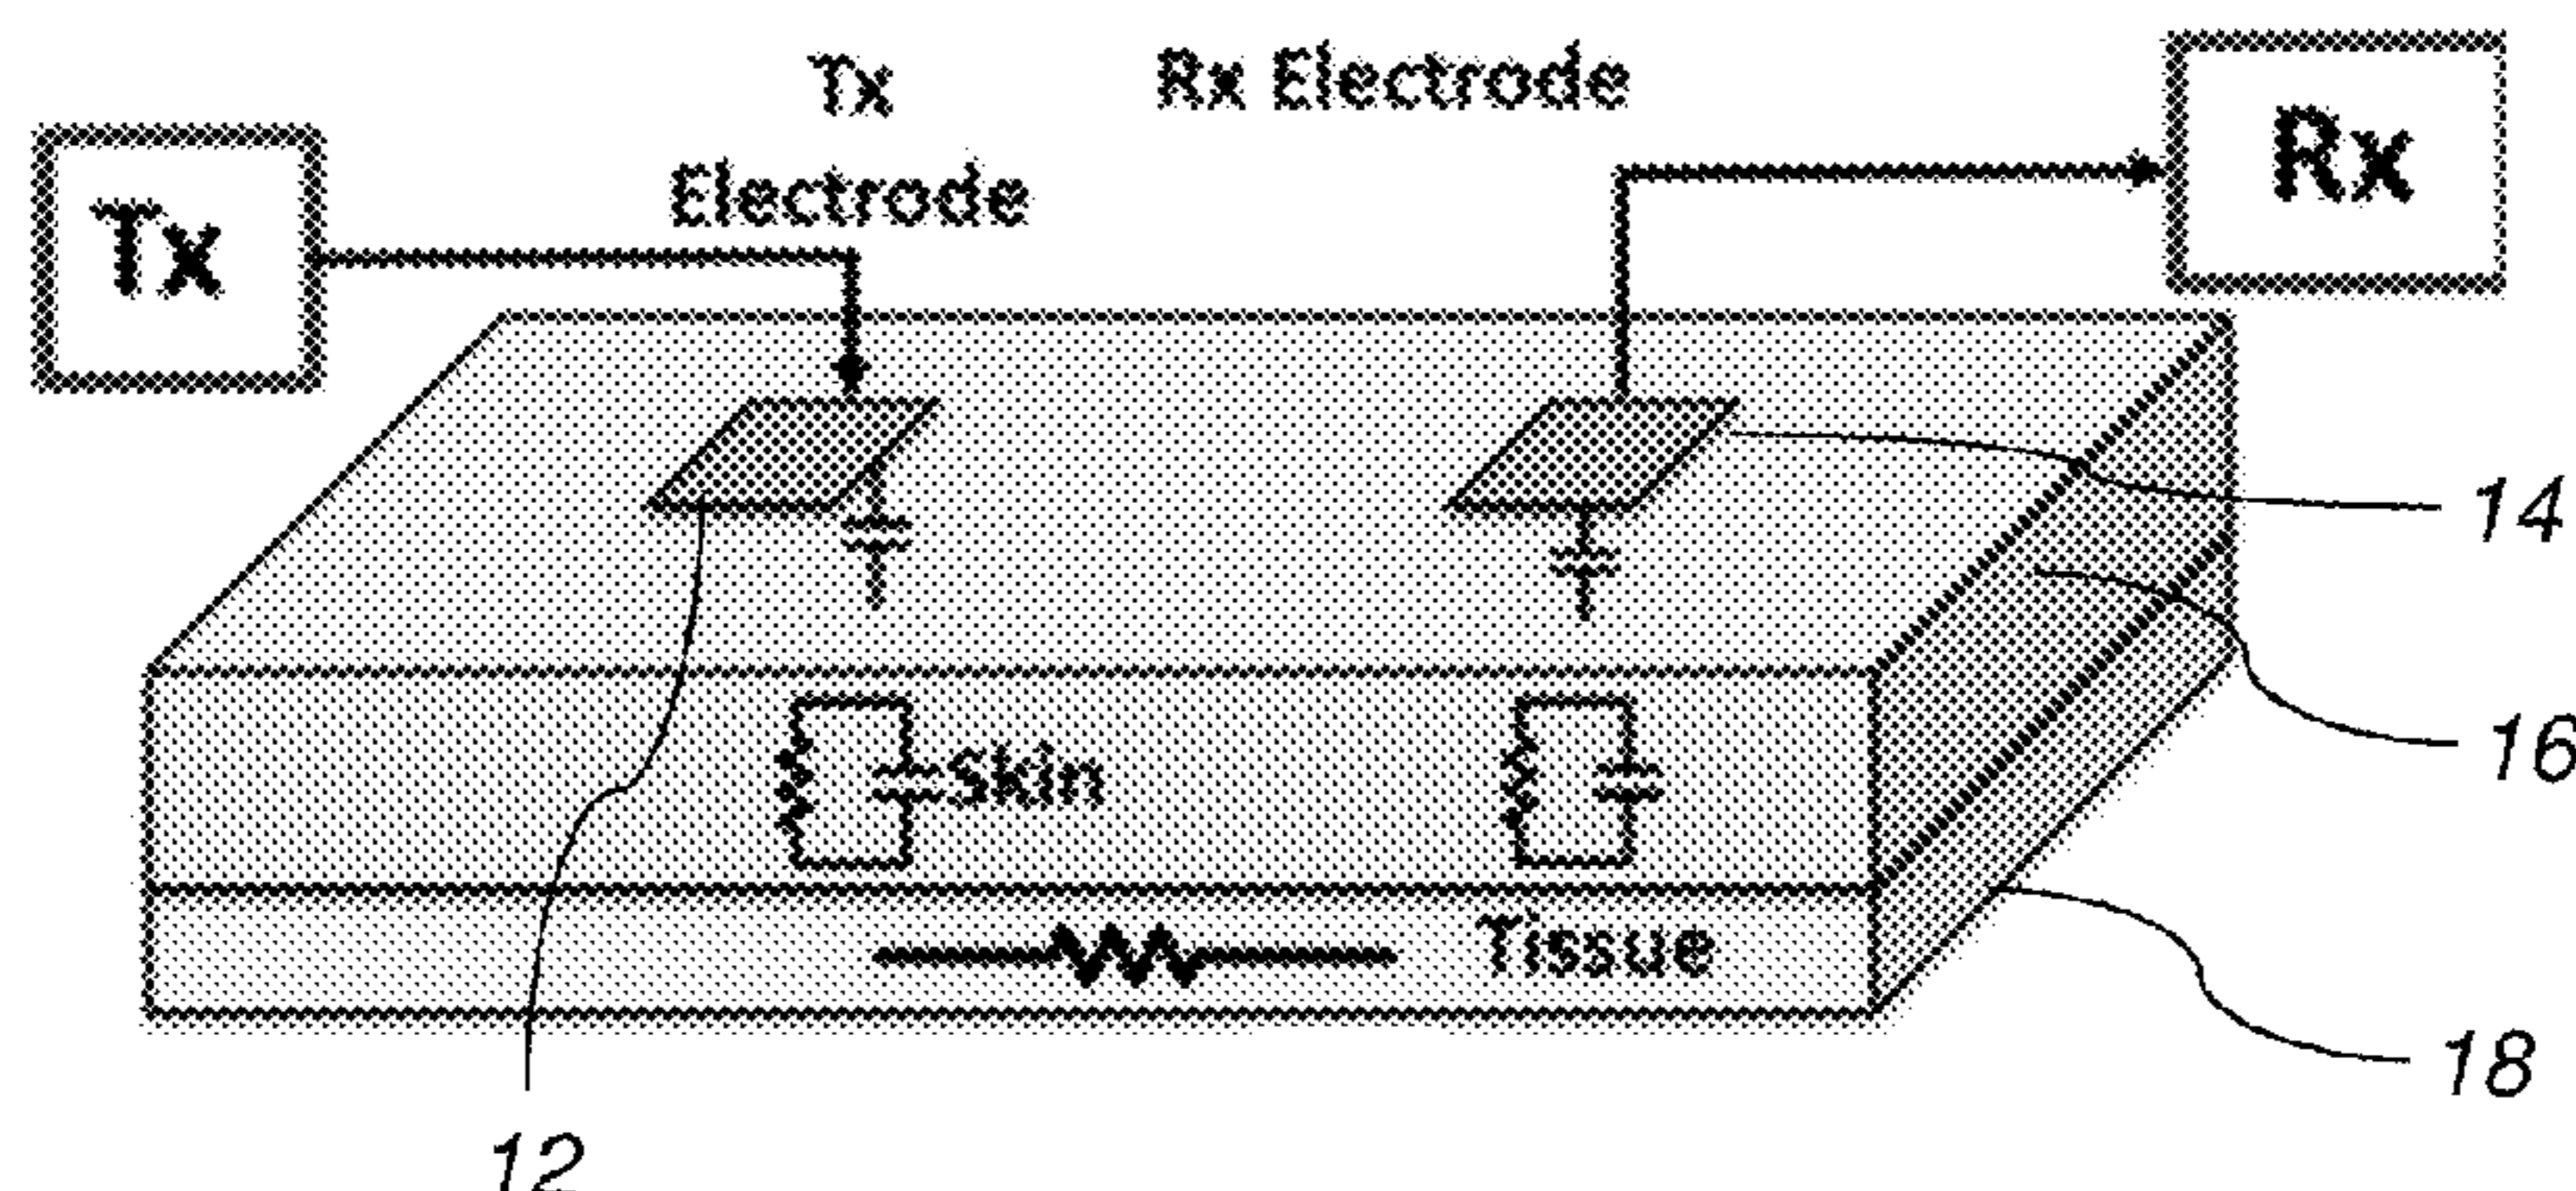 Tx
Electrode
Rx Electrode
Tx
Rx
14
16
Skin
Tissue
18
12